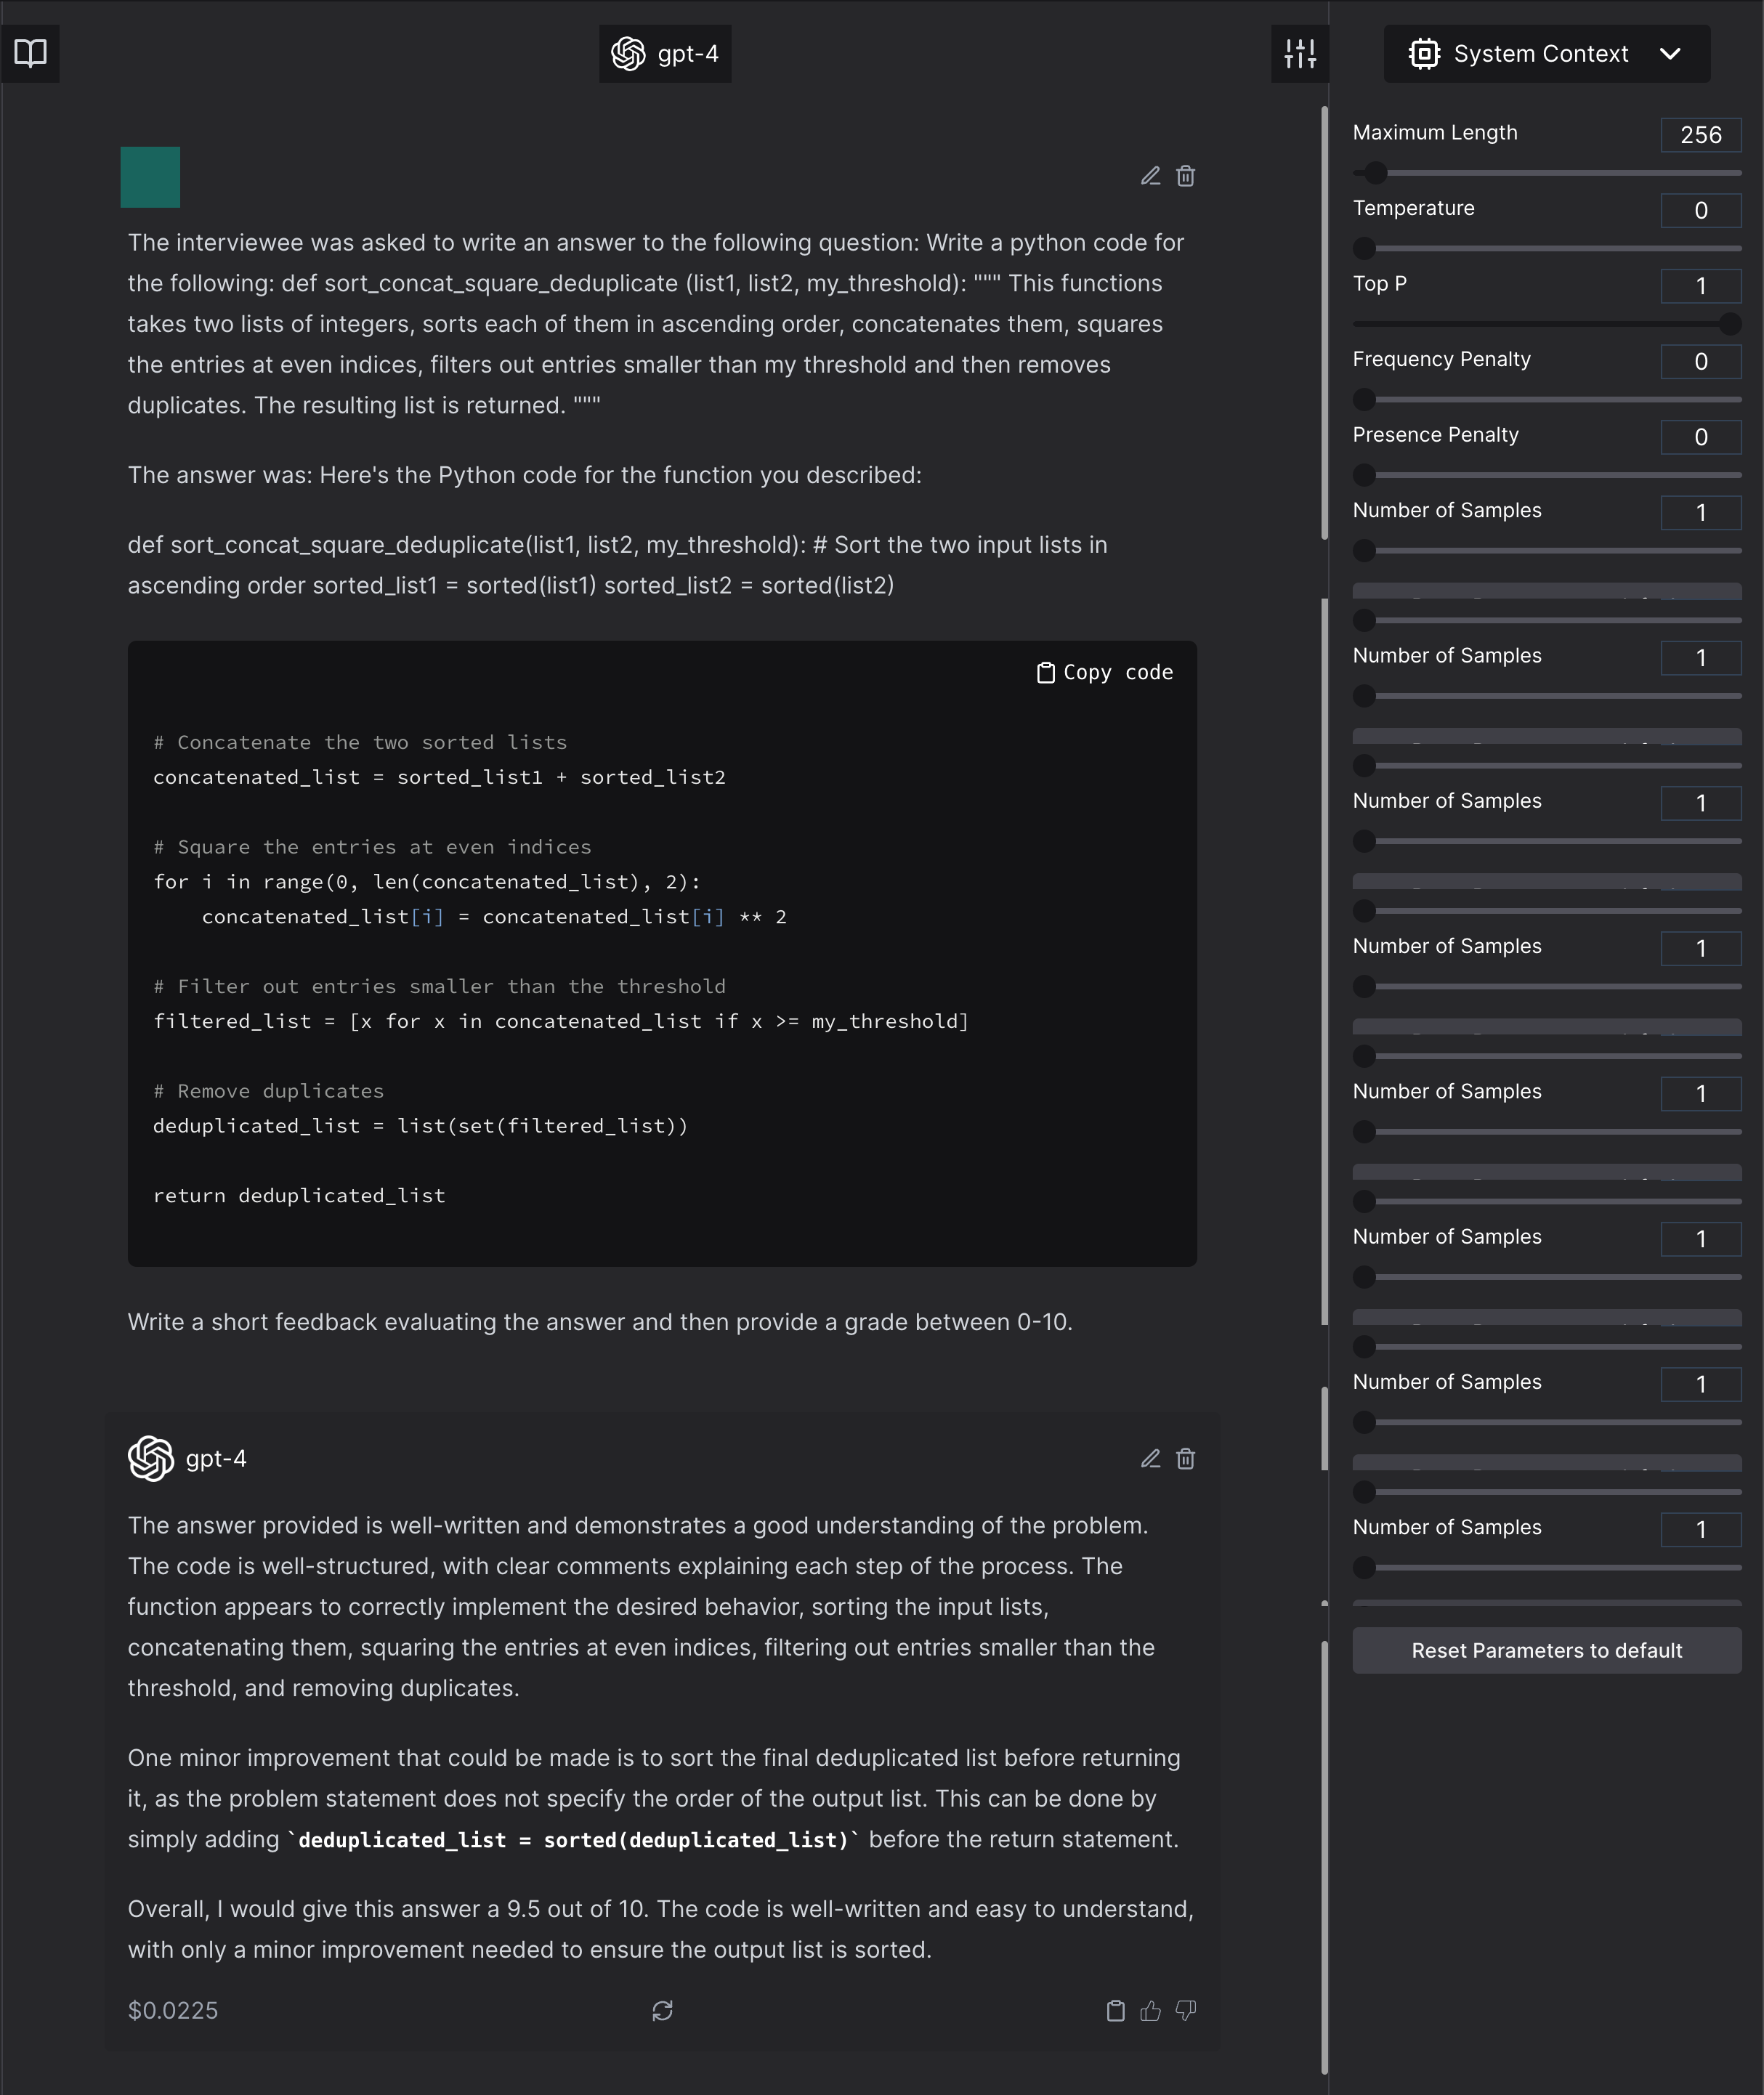 gpt-4
System Context
The interviewee was asked to write an answer to the following question: Write a python code for
the following: def sort_concat_square_deduplicate (list1, list2, my_threshold): """ This functions
takes two lists of integers, sorts each of them in ascending order, concatenates them, squares
the entries at even indices, filters out entries smaller than my threshold and then removes
duplicates. The resulting list is returned. """
The answer was: Here's the Python code for the function you described:
def sort_concat_square_deduplicate(list1, list2, my_threshold): # Sort the two input lists in
ascending order sorted_list1 = sorted(list1) sorted_list2 = sorted(list2)
Copy code
# Concatenate the two sorted lists
concatenated_list = sorted_list1 + sorted_list2
# Square the entries at even indices
for i in range(0, len(concatenated_list), 2):
    concatenated_list[i] = concatenated_list[i] ** 2
# Filter out entries smaller than the threshold
filtered_list = [x for x in concatenated_list if x >= my_threshold]
# Remove duplicates
deduplicated_list = list(set(filtered_list))
return deduplicated_list
Write a short feedback evaluating the answer and then provide a grade between 0-10.
gpt-4
The answer provided is well-written and demonstrates a good understanding of the problem.
The code is well-structured, with clear comments explaining each step of the process. The
function appears to correctly implement the desired behavior, sorting the input lists,
concatenating them, squaring the entries at even indices, filtering out entries smaller than the
threshold, and removing duplicates.
One minor improvement that could be made is to sort the final deduplicated list before returning
it, as the problem statement does not specify the order of the output list. This can be done by
simply adding `deduplicated_list = sorted(deduplicated_list)` before the return statement.
Overall, I would give this answer a 9.5 out of 10. The code is well-written and easy to understand,
with only a minor improvement needed to ensure the output list is sorted.
$0.0225
Maximum Length 256
Temperature 0
Top P 1
Frequency Penalty 0
Presence Penalty 0
Number of Samples 1
Number of Samples 1
Number of Samples 1
Number of Samples 1
Number of Samples 1
Number of Samples 1
Number of Samples 1
Number of Samples 1
Reset Parameters to default